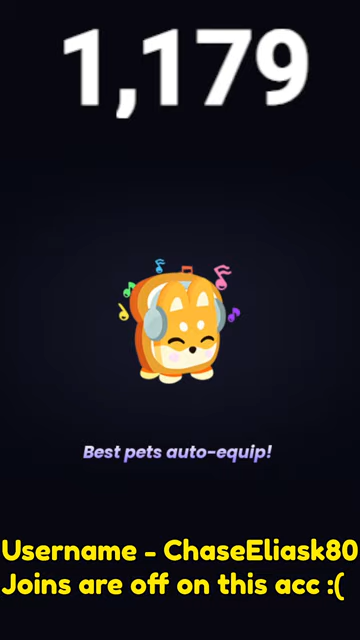 1,179
Best pets auto-equip!
Username - ChaseEliask80
Joins are off on this acc :(